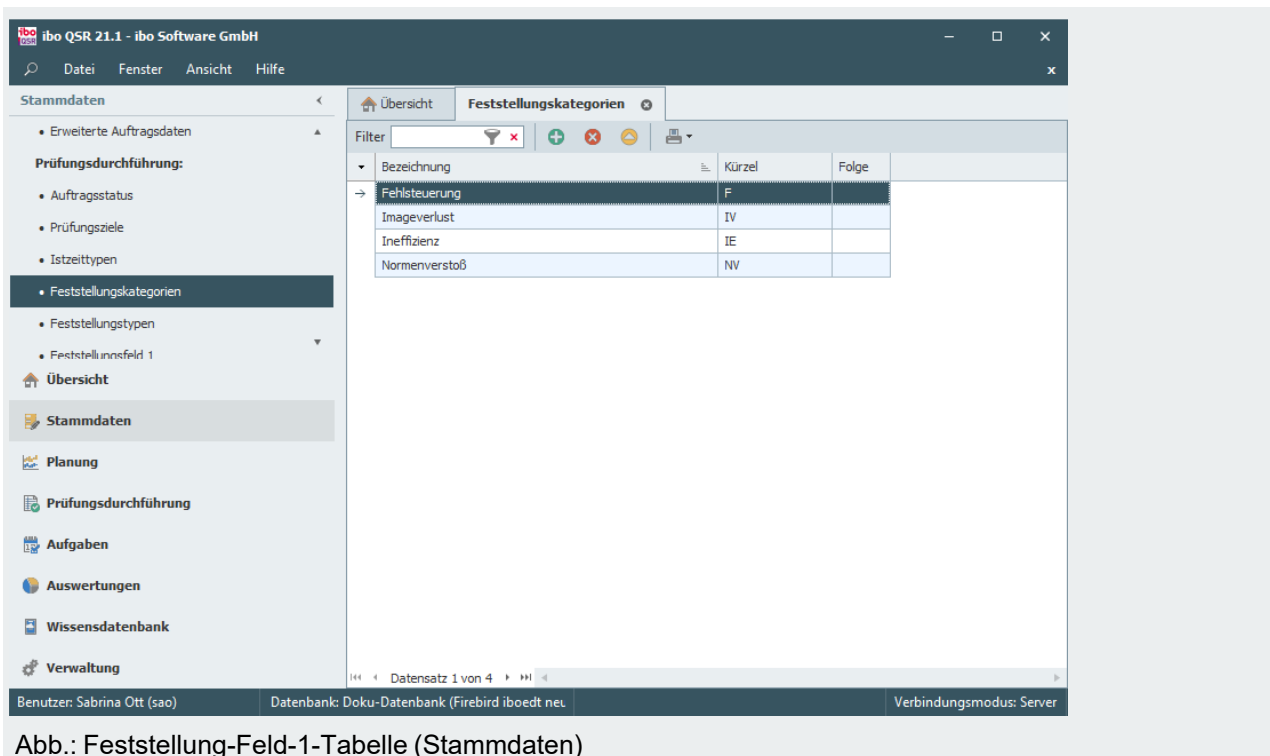 ibo QSR 21.1 - ibo Software GmbH
Datei Fenster Ansicht Hilfe
Stammdaten
• Erweiterte Auftragsdaten
Prüfungsdurchführung:
• Auftragsstatus
• Prüfungsziele
• Istzeittypen
• Feststellungskategorien
• Feststellungstypen
• Feststellungsfeld 1
Übersicht
Stammdaten
Planung
Prüfungsdurchführung
Aufgaben
Auswertungen
Wissensdatenbank
Verwaltung
Übersicht Feststellungskategorien
Filter
Bezeichnung Kürzel Folge
Fehlsteuerung F
Imageverlust IV
Ineffizienz IE
Normenverstoß NV
Datensatz 1 von 4
Benutzer: Sabrina Ott (sao) Datenbank: Doku-Datenbank (Firebird iboedt neu Verbindungsmodus: Server
Abb.: Feststellung-Feld-1-Tabelle (Stammdaten)